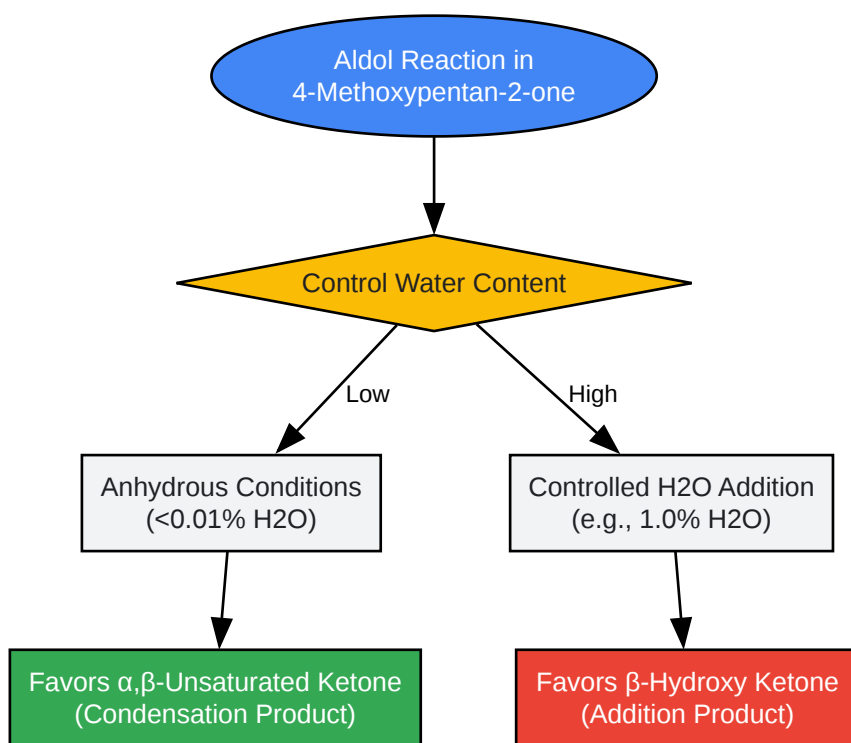 Aldol Reaction in
4-Methoxypentan-2-one
Control Water Content
Low
High
Anhydrous Conditions
(<0.01% H2O)
Controlled H2O Addition
(e.g., 1.0% H2O)
Favors α,β-Unsaturated Ketone
(Condensation Product)
Favors β-Hydroxy Ketone
(Addition Product)